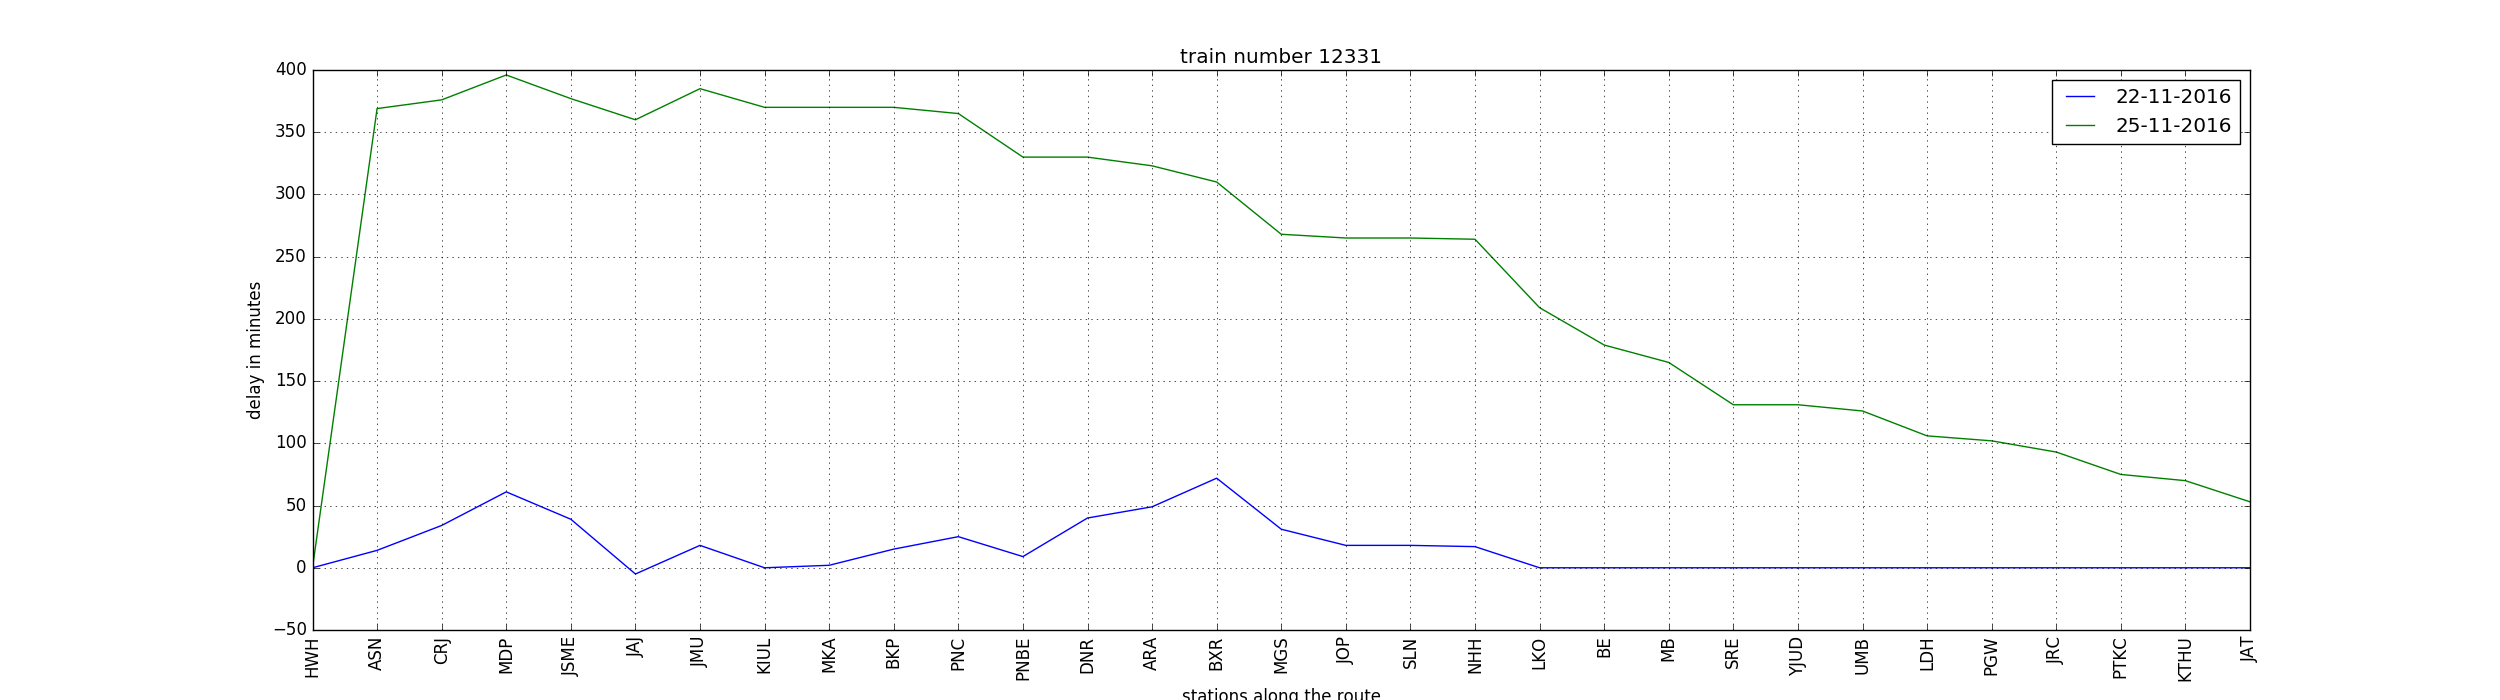 train number 12331
22-11-2016
25-11-2016
400
350
300
250
200
150
100
50
0
−50
delay in minutes
HWH
ASN
CRJ
MDP
JSME
JAJ
JMU
KIUL
MKA
BKP
PNC
PNBE
DNR
ARA
BXR
MGS
JOP
SLN
NHH
LKO
BE
MB
SRE
YJUD
UMB
LDH
PGW
JRC
PTKC
KTHU
JAT
stations along the route